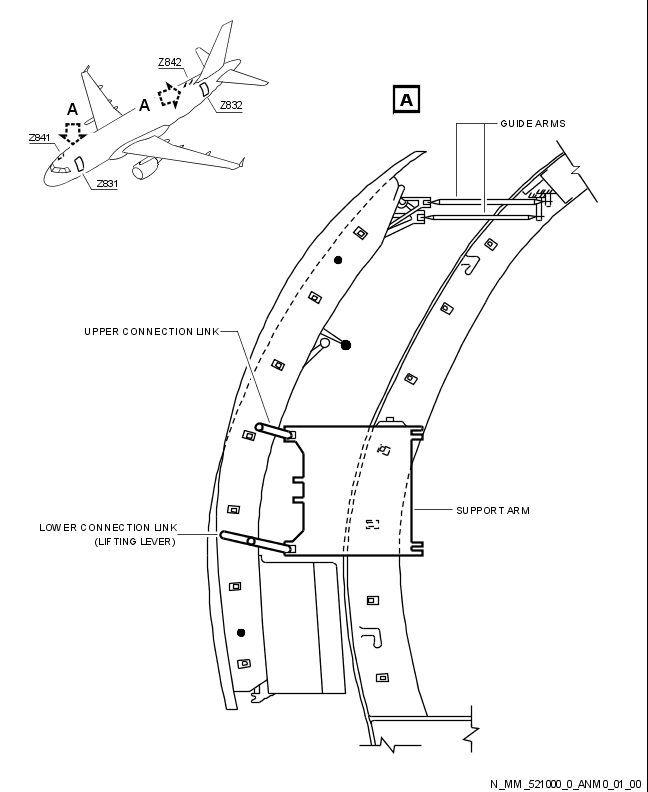 Z842
A
A
A
Z832
GUIDE ARMS
Z841
Z831
UPPER CONNECTION LINK
SUPPORT ARM
LOWER CONNECTION LINK
(LIFTING LEVER)
N_MM_521000_0_ANM0_01_00